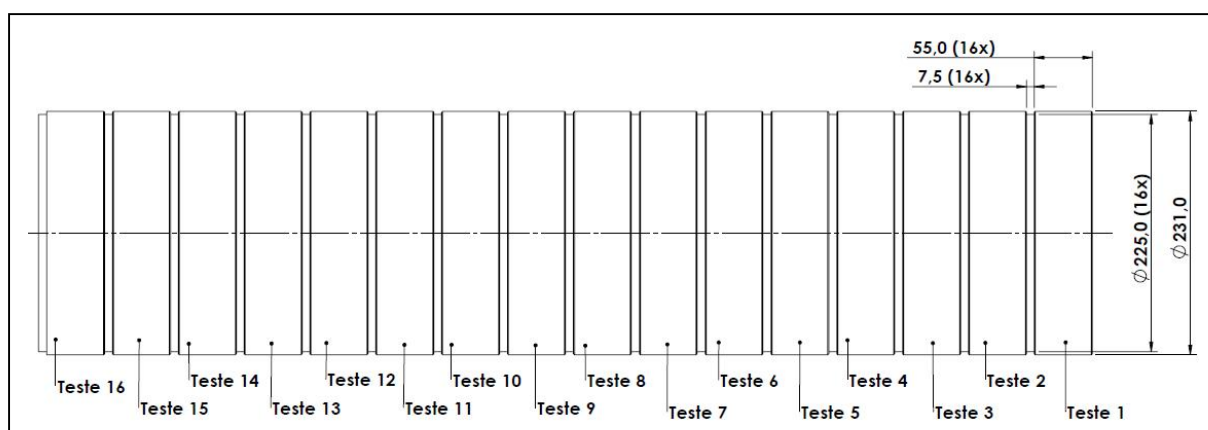 55,0 (16x)
7,5 (16x)
Ø225,0 (16x)
Ø231,0
Teste 16
Teste 15
Teste 14
Teste 13
Teste 12
Teste 11
Teste 10
Teste 9
Teste 8
Teste 7
Teste 6
Teste 5
Teste 4
Teste 3
Teste 2
Teste 1